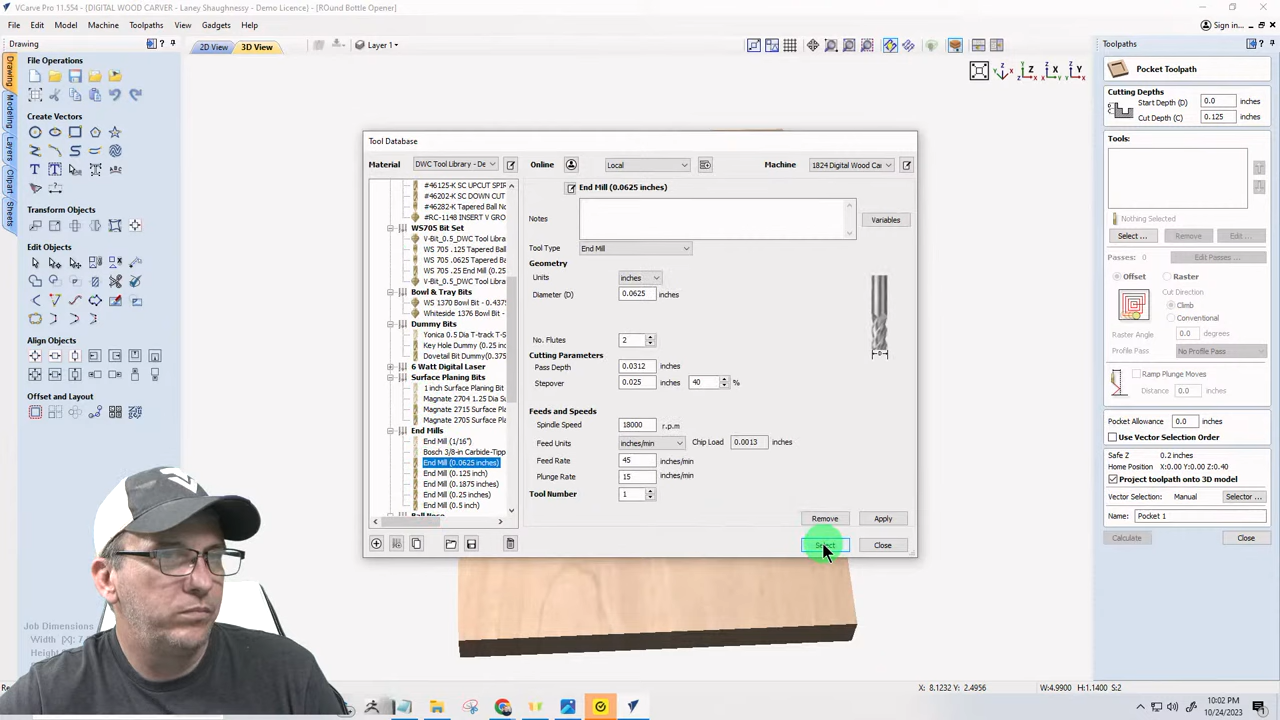 VCarve Pro 11.554 - {DIGITAL WOOD CARVER - Laney Shaughnessy - Demo Licence} - [ROund Bottle Opener]
File Edit Model Machine Toolpaths View Gadgets Help
Sign in...
Drawing
2D View 3D View
Layer 1
Toolpaths
Drawing
Modeling
Layers
Clipart
Sheets
File Operations
Create Vectors
Transform Objects
Edit Objects
Align Objects
Offset and Layout
Job Dimensions
Z X Y
Tool Database
Material DWC Tool Library - De
Online Local
Machine 1824 Digital Wood Car
#46125-K SC UPCUT SPIR
#46202-K SC DOWN CUT
#46282-K Tapered Ball No
#RC-1148 INSERT V GRO
WS705 Bit Set
V-Bit_0.5_DWC Tool Libra
WS 705 .125 Tapered Ball
WS 705 .0625 Tapered B
WS 705 .25 End Mill (0.25
V-Bit_0.5_DWC Tool Libra
Bowl & Tray Bits
WS 1370 Bowl Bit - 0.4375
Whiteside 1376 Bowl Bit -
Dummy Bits
Yonica 0.5 Dia T-track T-S
Key Hole Dummy (0.25 in
Dovetail Bit Dummy(0.375
6 Watt Digital Laser
Surface Planing Bits
1 inch Surface Planing Bit
Magnate 2704 1.25 Dia S
Magnate 2715 Surface Pl
Magnate 2705 Surface Pl
End Mills
End Mill (1/16")
Bosch 3/8-in Carbide-Tipp
End Mill (0.0625 inches)
End Mill (0.125 inch)
End Mill (0.1875 inches)
End Mill (0.25 inches)
End Mill (0.5 inch)
End Mill (0.0625 inches)
Notes
Variables
Tool Type End Mill
Geometry
Units inches
Diameter (D) 0.0625 inches
No. Flutes 2
Cutting Parameters
Pass Depth 0.0312 inches
Stepover 0.025 inches 40 %
Feeds and Speeds
Spindle Speed 18000 r.p.m
Feed Units inches/min Chip Load 0.0013 inches
Feed Rate 45 inches/min
Plunge Rate 15 inches/min
Tool Number 1
Remove Apply
Select Close
Pocket Toolpath
Cutting Depths
Start Depth (D) 0.0 inches
Cut Depth (C) 0.125 inches
Tools:
Nothing Selected
Select ... Remove Edit ...
Passes: 0 Edit Passes ...
Offset Raster
Cut Direction
Climb
Conventional
Raster Angle 0.0 degrees
Profile Pass No Profile Pass
Ramp Plunge Moves
Distance 0.0 inches
Pocket Allowance 0.0 inches
Use Vector Selection Order
Safe Z 0.2 inches
Home Position X:0.00 Y:0.00 Z:0.40
Project toolpath onto 3D model
Vector Selection: Manual Selector ...
Name: Pocket 1
Calculate Close
X: 8.1232 Y: 2.4956
W:4.9900 H:1.1400 S:2
10:02 PM
10/24/2023